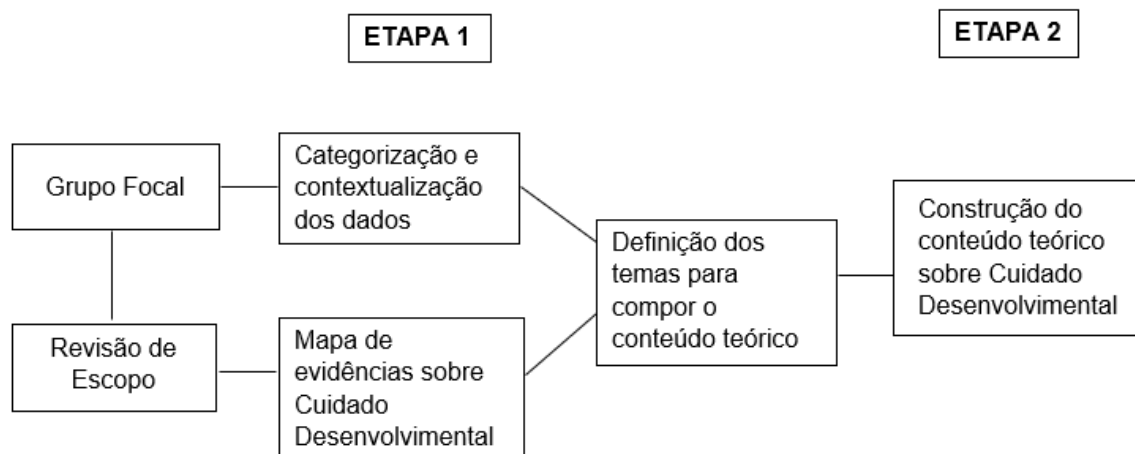 ETAPA 1
ETAPA 2
Grupo Focal
Categorização e
contextualização
dos dados
Revisão de
Escopo
Mapa de
evidências sobre
Cuidado
Desenvolvimental
Definição dos
temas para
compor o
conteúdo teórico
Construção do
conteúdo teórico
sobre Cuidado
Desenvolvimental